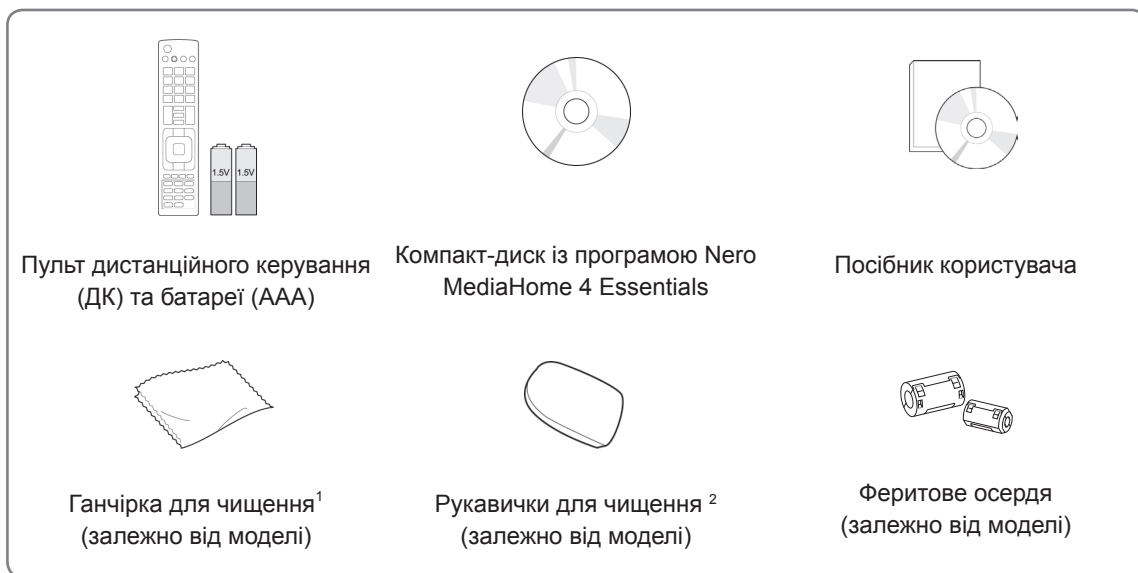 1.5V 1.5V
Пульт дистанційного керування
(ДК) та батареї (AAA)
Компакт-диск із програмою Nero
MediaHome 4 Essentials
Посібник користувача
Ганчірка для чищення¹
(залежно від моделі)
Рукавички для чищення ²
(залежно від моделі)
Феритове осердя
(залежно від моделі)